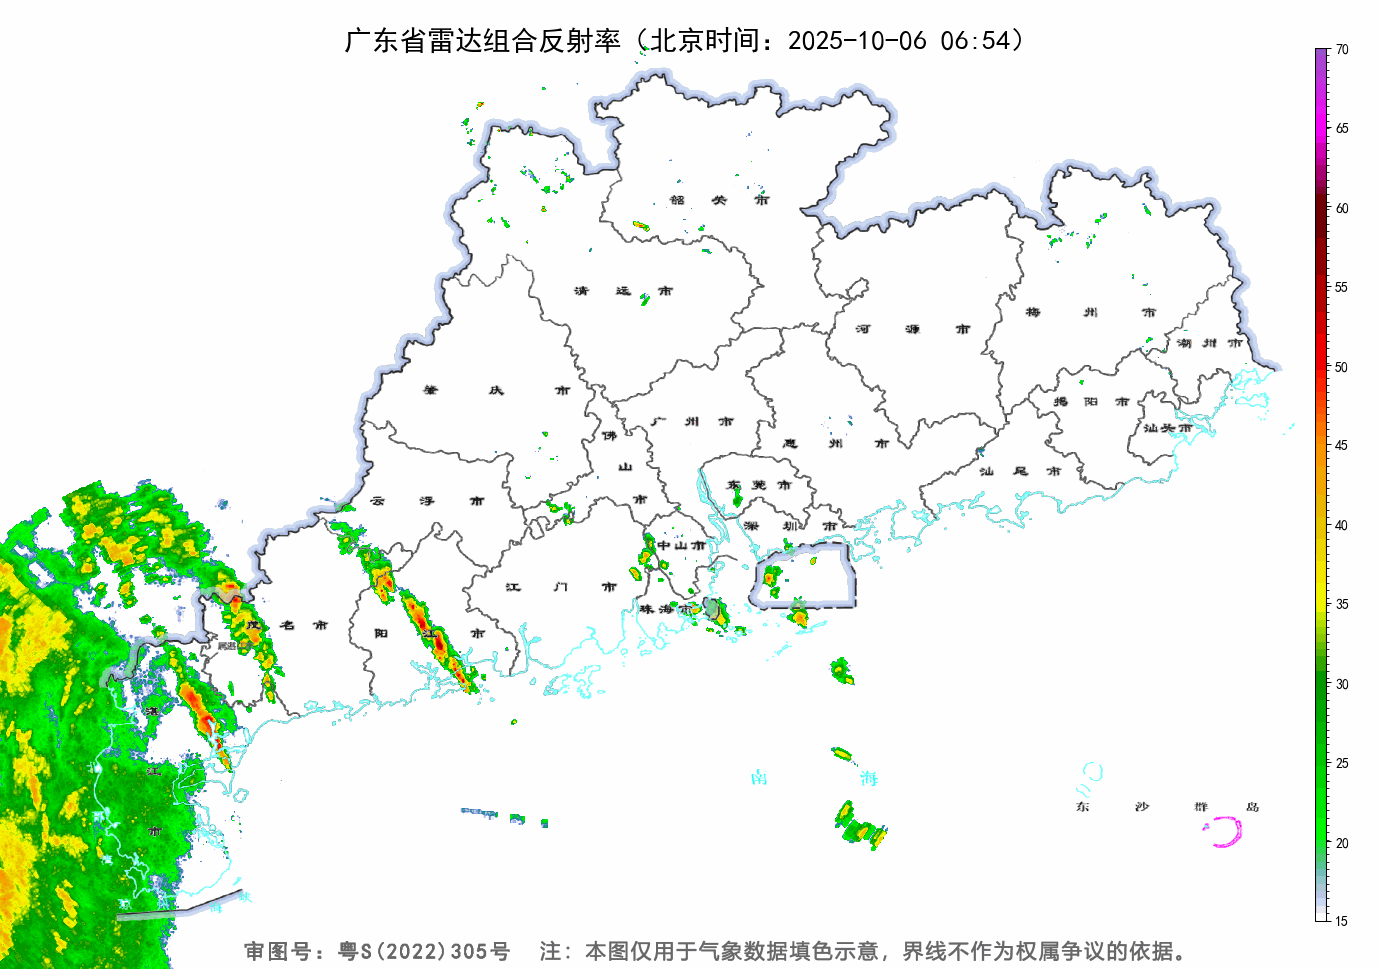 广东省雷达组合反射率（北京时间：2025-10-06 06:54）
70
65
60
55
50
45
40
35
30
25
20
15
韶关市
清远市
河源市
梅州市
潮州市
肇庆市
广州市
佛山市
惠州市
揭阳市
汕头市
汕尾市
云浮市
东莞市
深圳市
中山市
江门市
珠海市
阳江市
茂名市
湛江市
南海
东沙群岛
审图号：粤S(2022)305号 注：本图仅用于气象数据填色示意，界线不作为权属争议的依据。